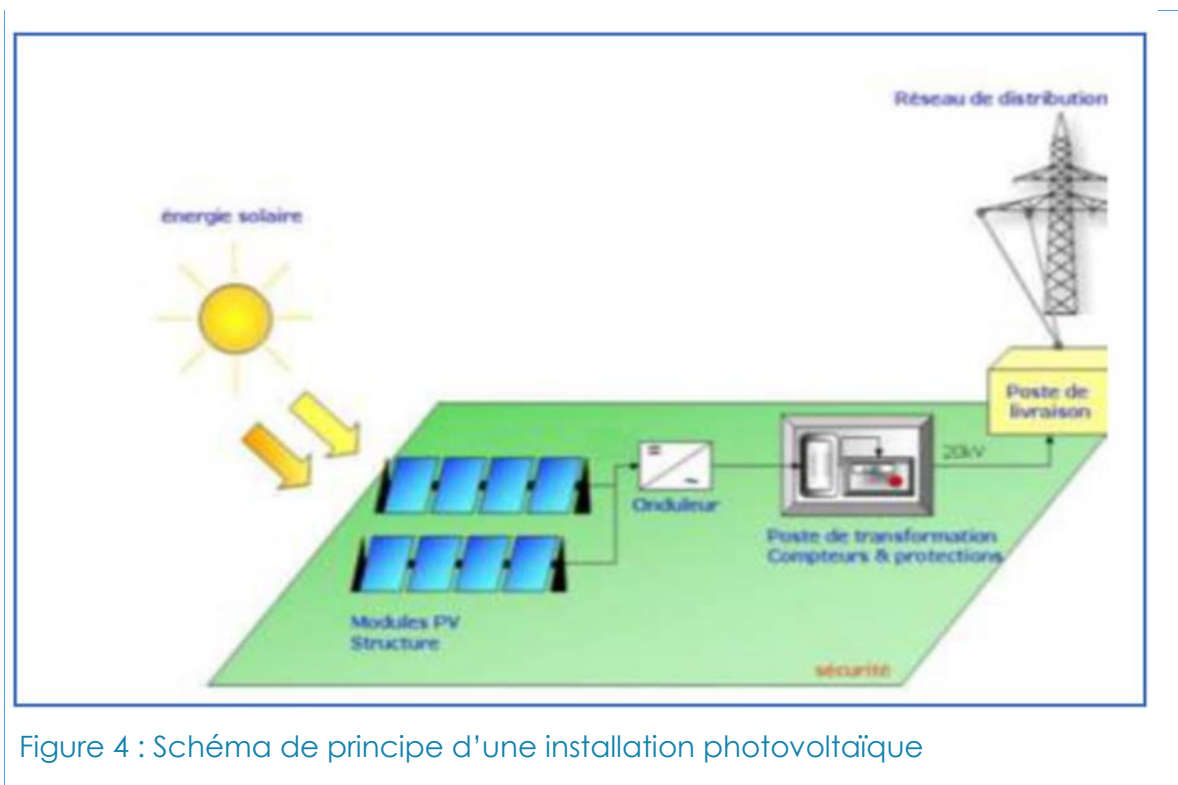 Réseau de distribution
énergie solaire
Poste de
livraison
20kV
Onduleur
Poste de transformation
Compteurs & protections
Modules PV
Structure
sécurité
Figure 4 : Schéma de principe d’une installation photovoltaïque